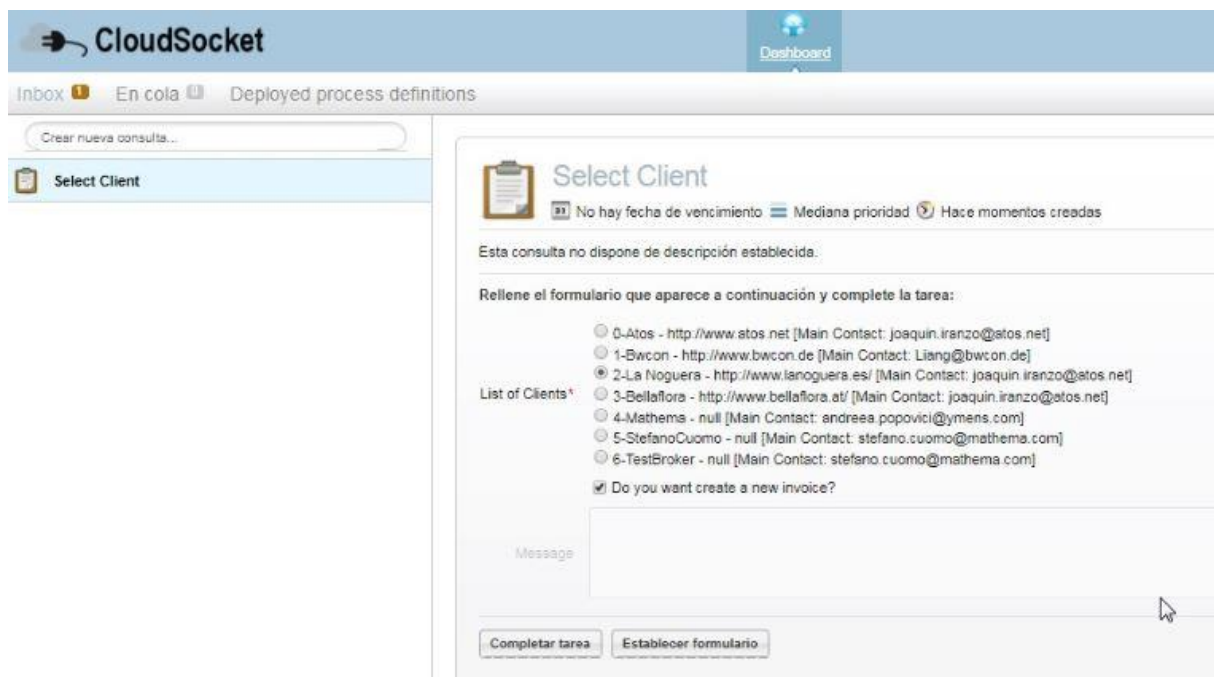 CloudSocket
Dashboard
Inbox 1 En cola 0 Deployed process definitions
Crear nueva consulta...
Select Client
Select Client
31 No hay fecha de vencimiento Mediana prioridad Hace momentos creadas
Esta consulta no dispone de descripción establecida.
Rellene el formulario que aparece a continuación y complete la tarea:
List of Clients*
0-Atos - http://www.atos.net [Main Contact: joaquin.iranzo@atos.net]
1-Bwcon - http://www.bwcon.de [Main Contact: Liang@bwcon.de]
2-La Noguera - http://www.lanoguera.es/ [Main Contact: joaquin.iranzo@atos.net]
3-Bellaflora - http://www.bellaflora.at/ [Main Contact: joaquin.iranzo@atos.net]
4-Mathema - null [Main Contact: andreea.popovici@ymens.com]
5-StefanoCuomo - null [Main Contact: stefano.cuomo@mathema.com]
6-TestBroker - null [Main Contact: stefano.cuomo@mathema.com]
Do you want create a new invoice?
Message
Completar tarea Establecer formulario